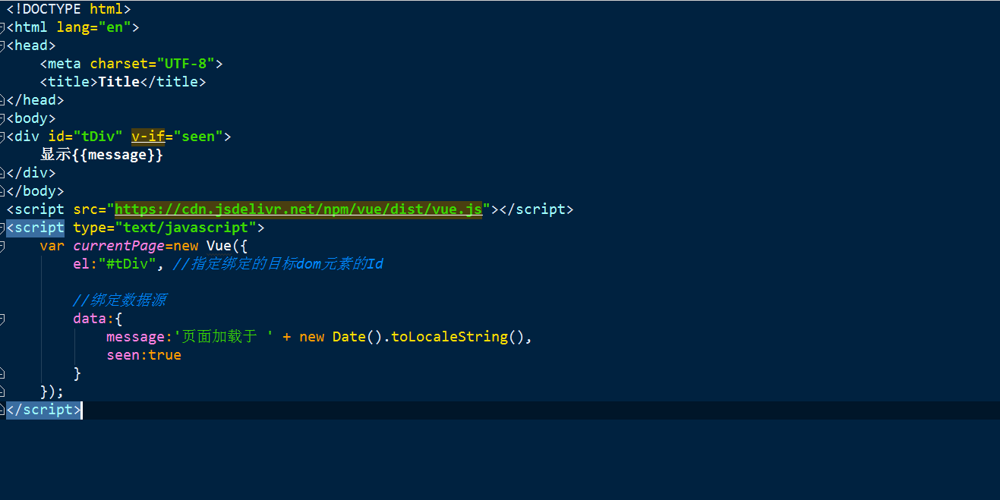 <!DOCTYPE html>
<html lang="en">
<head>
    <meta charset="UTF-8">
    <title>Title</title>
</head>
<body>
<div id="tDiv" v-if="seen">
    显示{{message}}
</div>
</body>
<script src="https://cdn.jsdelivr.net/npm/vue/dist/vue.js"></script>
<script type="text/javascript">
    var currentPage=new Vue({
        el:"#tDiv", //指定绑定的目标dom元素的Id
        //绑定数据源
        data:{
            message:'页面加载于 ' + new Date().toLocaleString(),
            seen:true
        }
    });
</script>